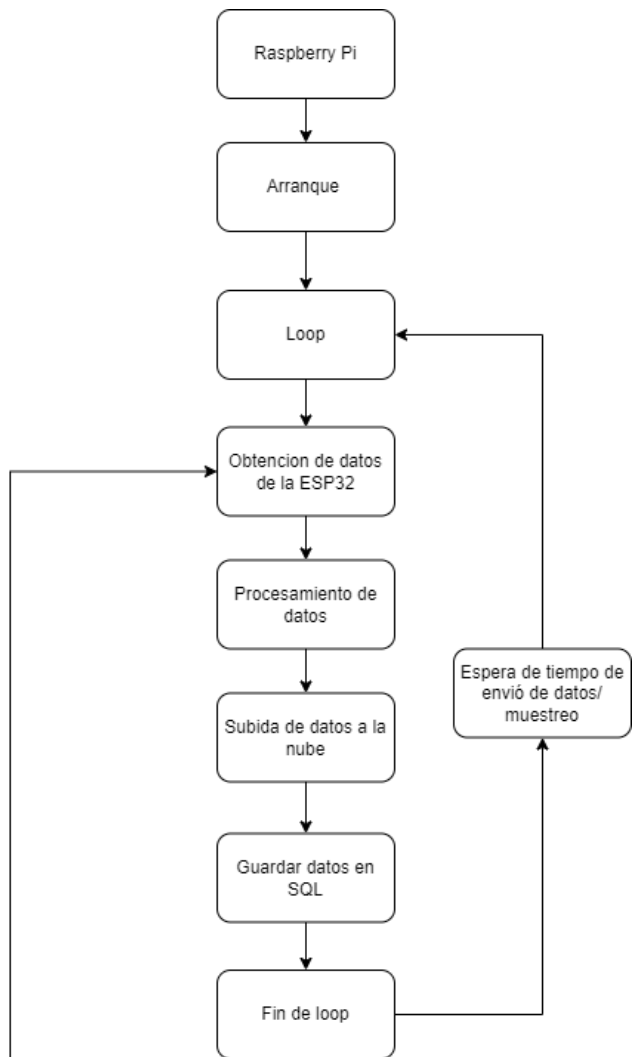 Raspberry Pi
Arranque
Loop
Obtencion de datos
de la ESP32
Procesamiento de
datos
Espera de tiempo de
envió de datos/
muestreo
Subida de datos a la
nube
Guardar datos en
SQL
Fin de loop